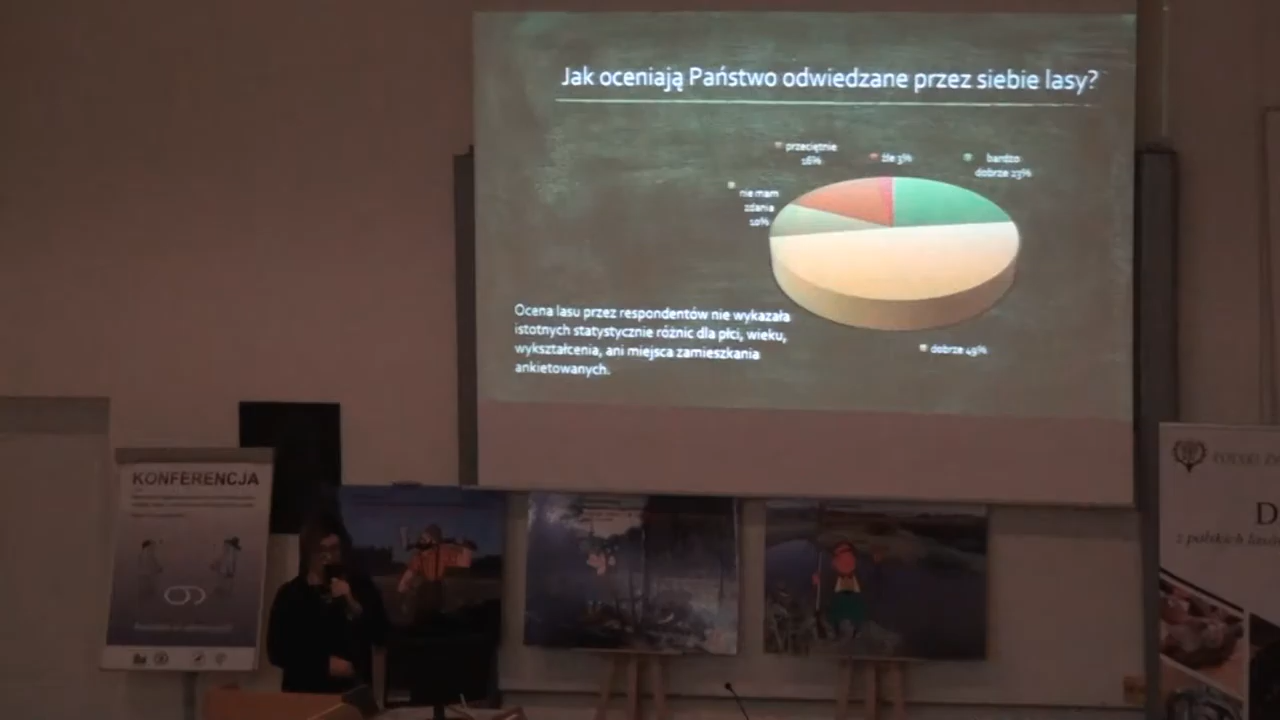 Jak oceniają Państwo odwiedzane przez siebie lasy?
przeciętnie
16%
źle 3%
bardzo
dobrze 23%
nie mam
zdania
10%
dobrze 49%
Ocena lasu przez respondentów nie wykazała
istotnych statystycznie różnic dla płci, wieku,
wykształcenia, ani miejsca zamieszkania
ankietowanych.
KONFERENCJA
POLSKI
D
z polskich